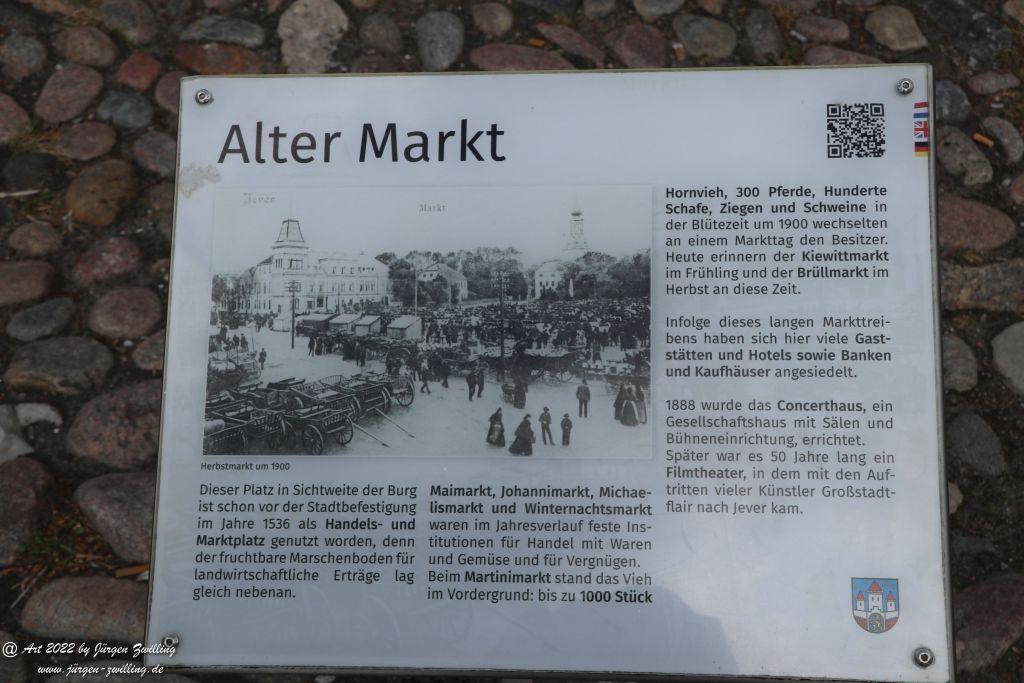 Alter Markt
Jever
Markt
Herbstmarkt um 1900
Dieser Platz in Sichtweite der Burg
ist schon vor der Stadtbefestigung
im Jahre 1536 als Handels- und
Marktplatz genutzt worden, denn
der fruchtbare Marschenboden für
landwirtschaftliche Erträge lag
gleich nebenan.
Maimarkt, Johannimarkt, Michae-
lismarkt und Winternachtsmarkt
waren im Jahresverlauf feste Ins-
titutionen für Handel mit Waren
und Gemüse und für Vergnügen.
Beim Martinimarkt stand das Vieh
im Vordergrund: bis zu 1000 Stück
Hornvieh, 300 Pferde, Hunderte
Schafe, Ziegen und Schweine in
der Blütezeit um 1900 wechselten
an einem Markttag den Besitzer.
Heute erinnern der Kiewittmarkt
im Frühling und der Brüllmarkt im
Herbst an diese Zeit.
Infolge dieses langen Markttrei-
bens haben sich hier viele Gast-
stätten und Hotels sowie Banken
und Kaufhäuser angesiedelt.
1888 wurde das Concerthaus, ein
Gesellschaftshaus mit Sälen und
Bühneneinrichtung, errichtet.
Später war es 50 Jahre lang ein
Filmtheater, in dem mit den Auf-
tritten vieler Künstler Großstadt-
flair nach Jever kam.
@ Art 2022 by Jürgen Zwilling
www.jürgen-zwilling.de